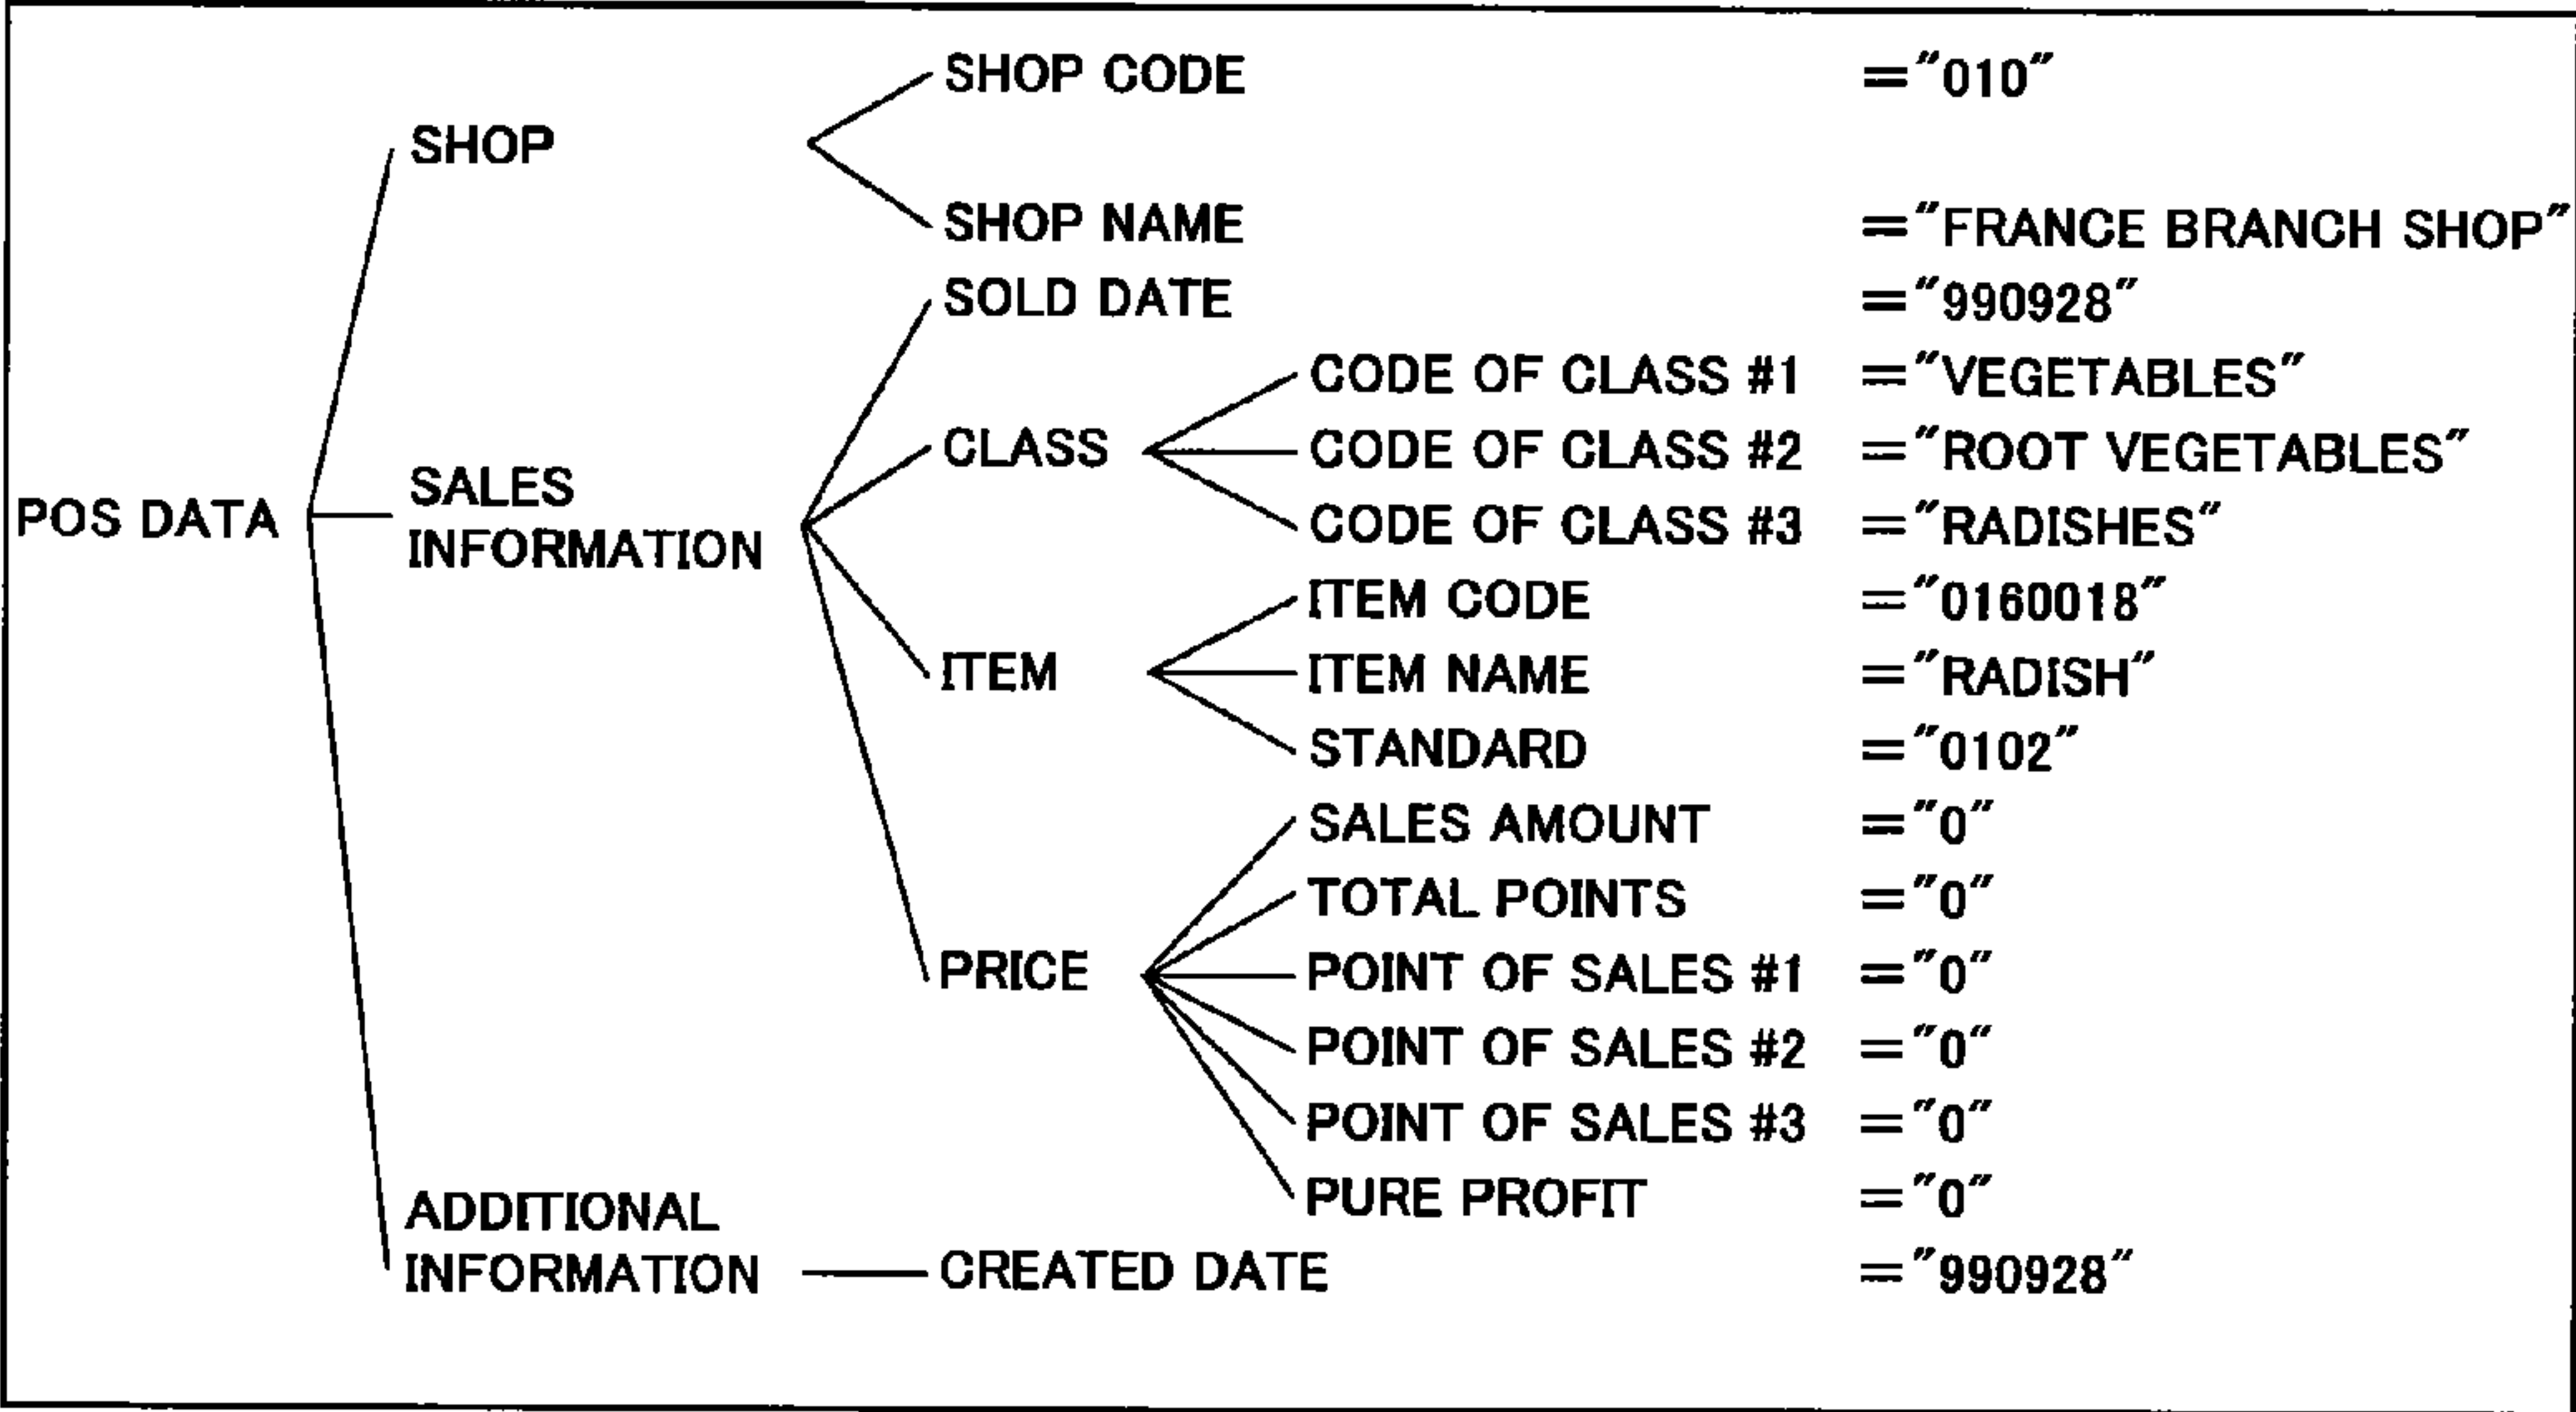 SHOP CODE ="010"
SHOP
SHOP NAME ="FRANCE BRANCH SHOP"
SOLD DATE ="990928"
CODE OF CLASS #1 ="VEGETABLES"
CLASS CODE OF CLASS #2 ="ROOT VEGETABLES"
SALES
POS DATA
INFORMATION
CODE OF CLASS #3 ="RADISHES"
ITEM CODE ="0160018"
ITEM ITEM NAME ="RADISH"
STANDARD ="0102"
SALES AMOUNT ="0"
TOTAL POINTS ="0"
PRICE POINT OF SALES #1 ="0"
POINT OF SALES #2 ="0"
POINT OF SALES #3 ="0"
PURE PROFIT ="0"
ADDITIONAL
INFORMATION CREATED DATE ="990928"